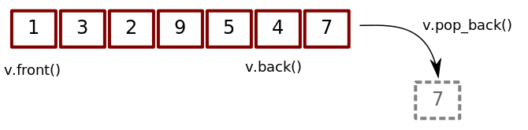 1 3 2 9 5 4 7 v.pop_back()
v.front() v.back()
7